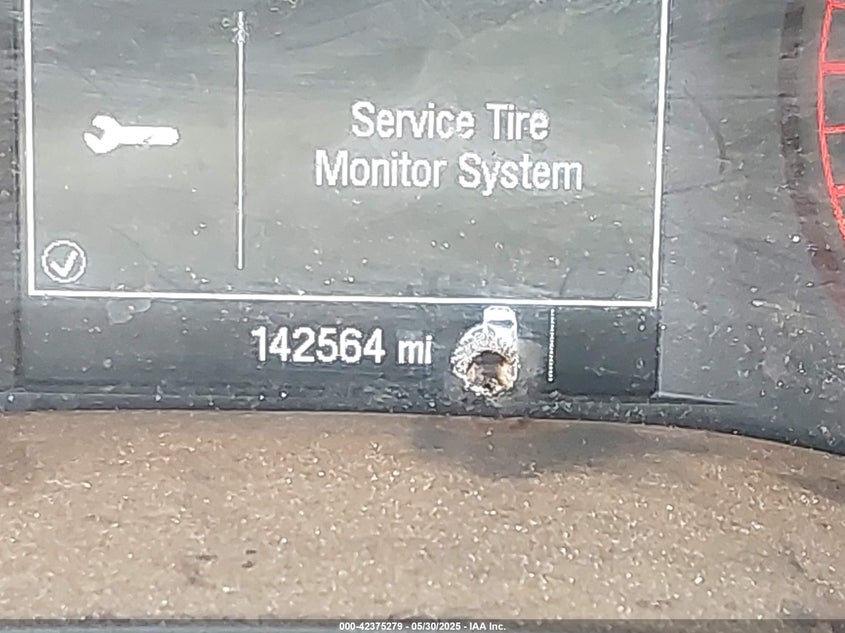 Service Tire
Monitor System
142564 mi
000-42375279 - 05/30/2025 - IAA Inc.